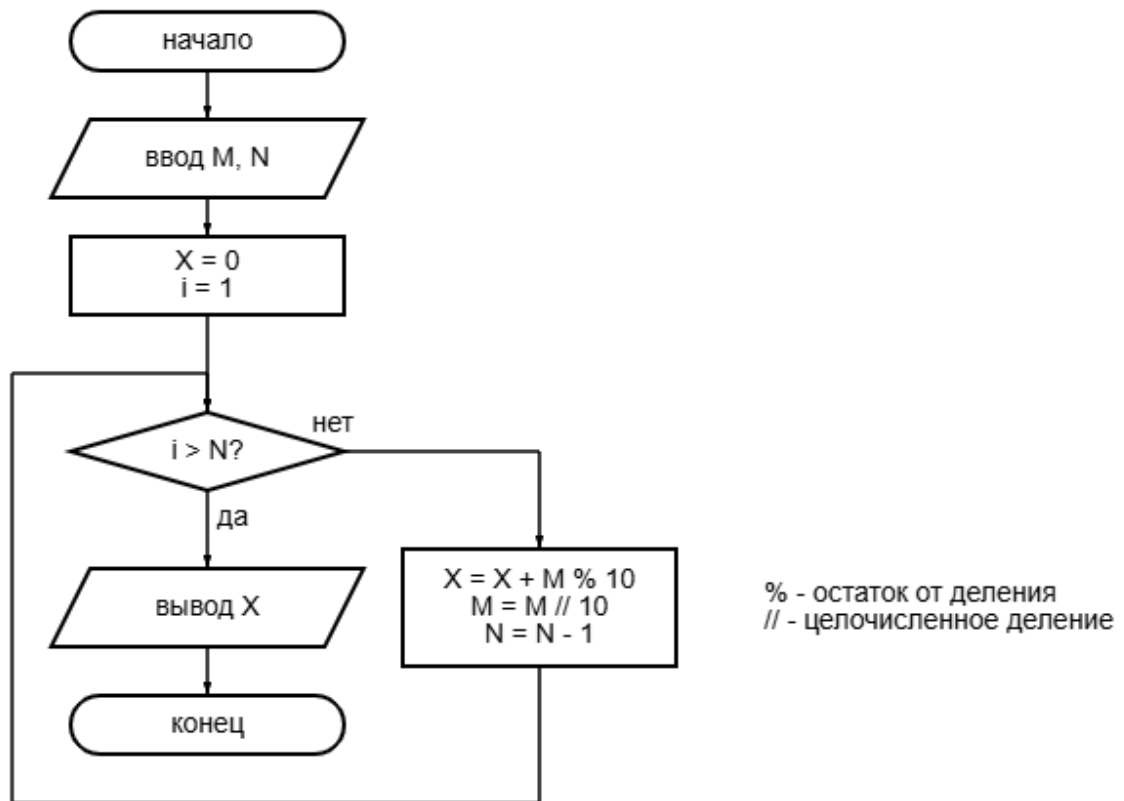 начало
ввод M, N
X = 0
i = 1
i > N?
нет
да
X = X + M % 10
M = M // 10
N = N - 1
вывод X
конец
% - остаток от деления
// - целочисленное деление